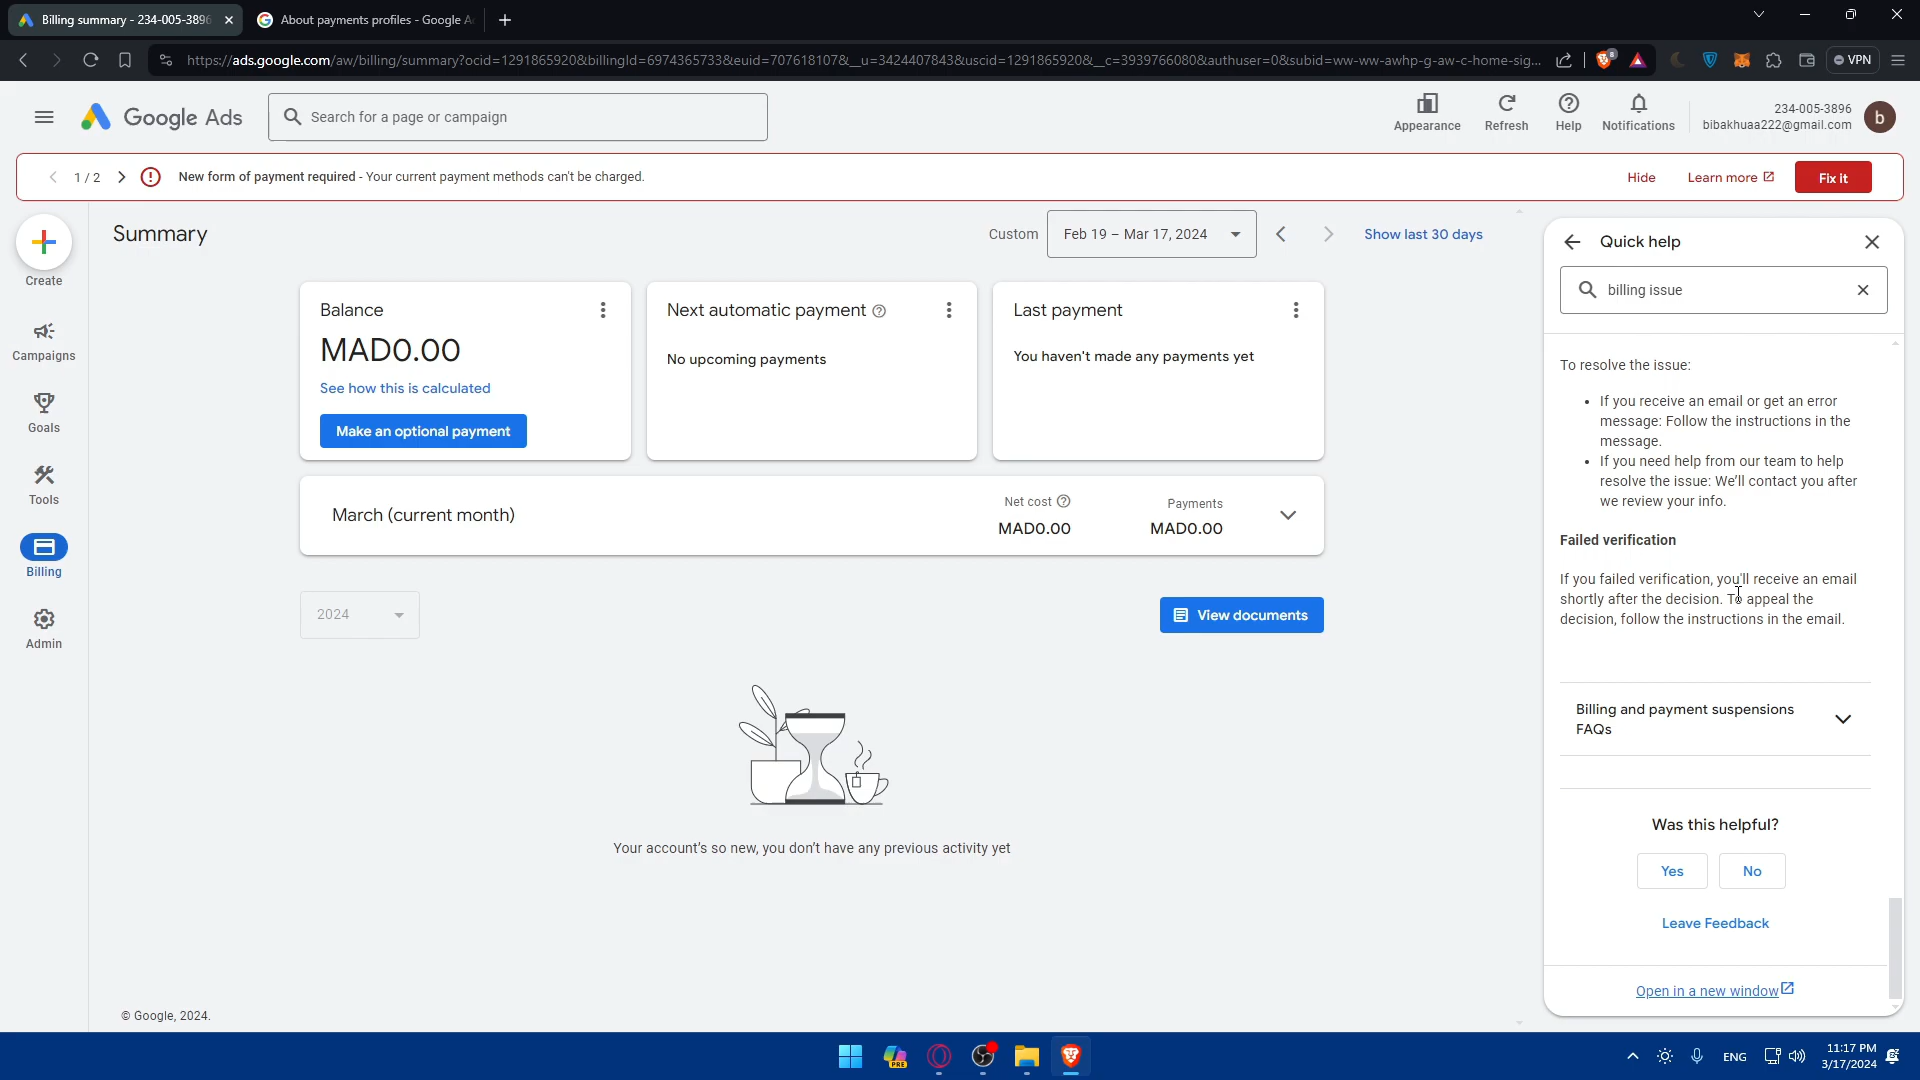 Billing summary - 234-005-3896
About payments profiles - Google A
https://ads.google.com/aw/billing/summary?ocid=1291865920&billingId=6974365733&euid=707618107&__u=3424407843&uscid=1291865920&__c=3939766080&authuser=0&subid=ww-ww-awhp-g-aw-c-home-sig...
8
VPN
Google Ads
Search for a page or campaign
Appearance
Refresh
Help
Notifications
234-005-3896
bibakhuaa222@gmail.com
b
1 / 2
New form of payment required - Your current payment methods can't be charged.
Hide
Learn more
Fix it
Create
Campaigns
Goals
Tools
Billing
Admin
Summary
Custom
Feb 19 – Mar 17, 2024
Show last 30 days
Balance
MAD0.00
See how this is calculated
Make an optional payment
Next automatic payment
No upcoming payments
Last payment
You haven't made any payments yet
March (current month)
Net cost
MAD0.00
Payments
MAD0.00
2024
View documents
Your account's so new, you don't have any previous activity yet
© Google, 2024.
Quick help
billing issue
To resolve the issue:
• If you receive an email or get an error
message: Follow the instructions in the
message.
• If you need help from our team to help
resolve the issue: We'll contact you after
we review your info.
Failed verification
If you failed verification, you'll receive an email
shortly after the decision. To appeal the
decision, follow the instructions in the email.
Billing and payment suspensions
FAQs
Was this helpful?
Yes
No
Leave Feedback
Open in a new window
PRE
ENG
11:17 PM
3/17/2024